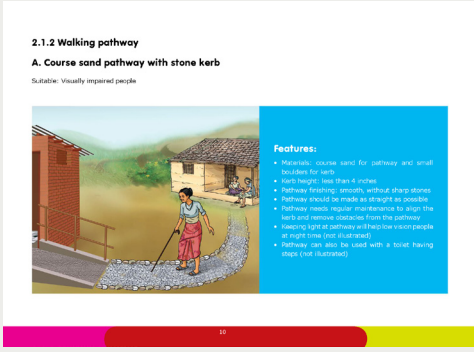 2.1.2 Walking pathway
A. Course sand pathway with stone kerb
Suitable: Visually impaired people
Features:
• Materials: course sand for pathway and small
boulders for kerb
• Kerb height: less than 4 inches
• Pathway finishing: smooth, without sharp stones
• Pathway should be made as straight as possible
• Pathway needs regular maintenance to align the
kerb and remove obstacles from the pathway
• Keeping light at pathway will help low vision people
at night time (not illustrated)
• Pathway can also be used with a toilet having
steps (not illustrated)
10